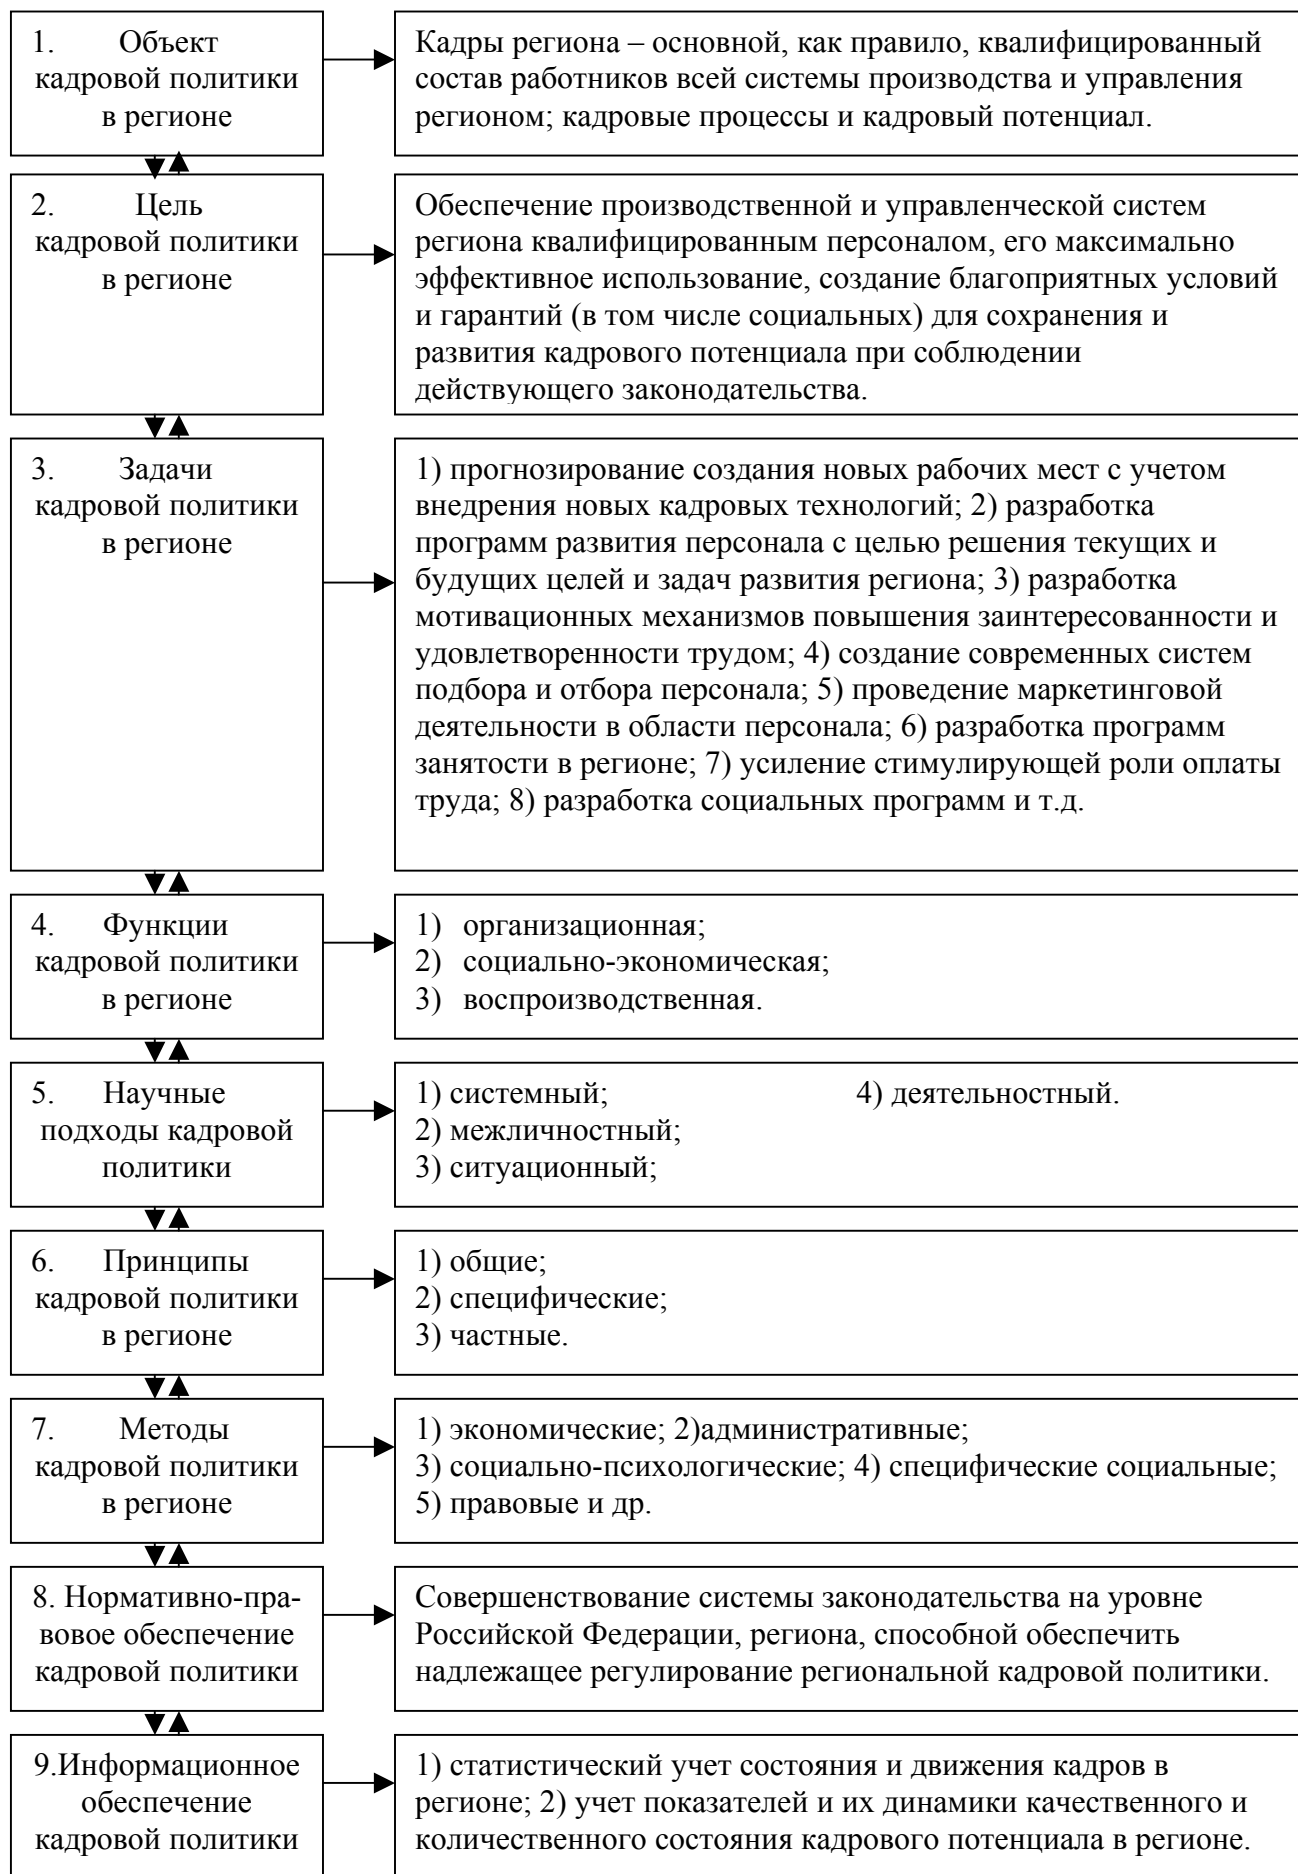 1. Объект
кадровой политики
в регионе
Кадры региона – основной, как правило, квалифицированный
состав работников всей системы производства и управления
регионом; кадровые процессы и кадровый потенциал.
2. Цель
кадровой политики
в регионе
Обеспечение производственной и управленческой систем
региона квалифицированным персоналом, его максимально
эффективное использование, создание благоприятных условий
и гарантий (в том числе социальных) для сохранения и
развития кадрового потенциала при соблюдении
действующего законодательства.
3. Задачи
кадровой политики
в регионе
1) прогнозирование создания новых рабочих мест с учетом
внедрения новых кадровых технологий; 2) разработка
программ развития персонала с целью решения текущих и
будущих целей и задач развития региона; 3) разработка
мотивационных механизмов повышения заинтересованности и
удовлетворенности трудом; 4) создание современных систем
подбора и отбора персонала; 5) проведение маркетинговой
деятельности в области персонала; 6) разработка программ
занятости в регионе; 7) усиление стимулирующей роли оплаты
труда; 8) разработка социальных программ и т.д.
4. Функции
кадровой политики
в регионе
1) организационная;
2) социально-экономическая;
3) воспроизводственная.
5. Научные
подходы кадровой
политики
1) системный; 4) деятельностный.
2) межличностный;
3) ситуационный;
6. Принципы
кадровой политики
в регионе
1) общие;
2) специфические;
3) частные.
7. Методы
кадровой политики
в регионе
1) экономические; 2)административные;
3) социально-психологические; 4) специфические социальные;
5) правовые и др.
8. Нормативно-пра-
вовое обеспечение
кадровой политики
Совершенствование системы законодательства на уровне
Российской Федерации, региона, способной обеспечить
надлежащее регулирование региональной кадровой политики.
9.Информационное
обеспечение
кадровой политики
1) статистический учет состояния и движения кадров в
регионе; 2) учет показателей и их динамики качественного и
количественного состояния кадрового потенциала в регионе.